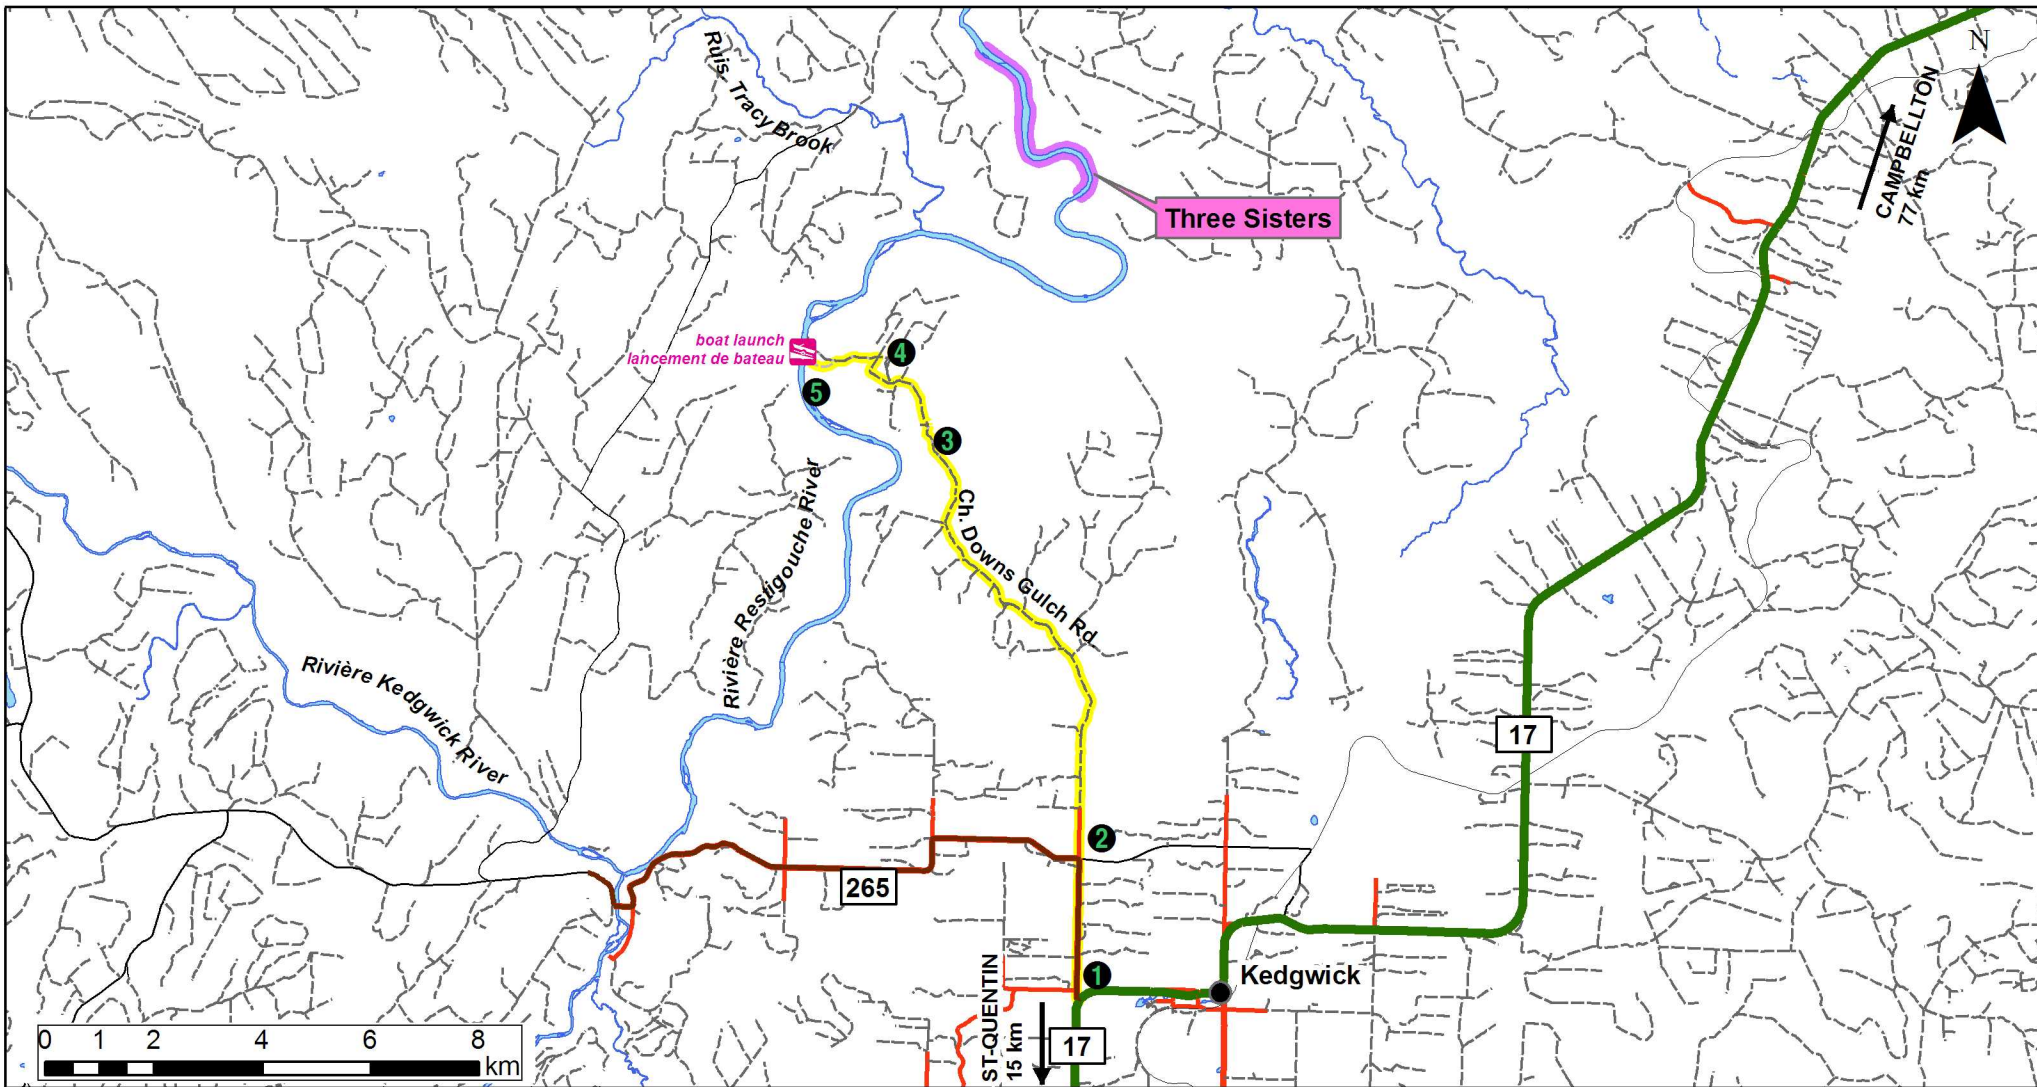 N
Ruis. Tracy Brook
CAMPBELLTON
77 km
Three Sisters
boat launch
lancement de bateau
4
5
3
Ch. Downs Gulch Rd.
Rivière Restigouche River
Rivière Kedgwick River
17
2
265
1
Kedgwick
ST-QUENTIN
15 km
17
0 1 2 4 6 8
km